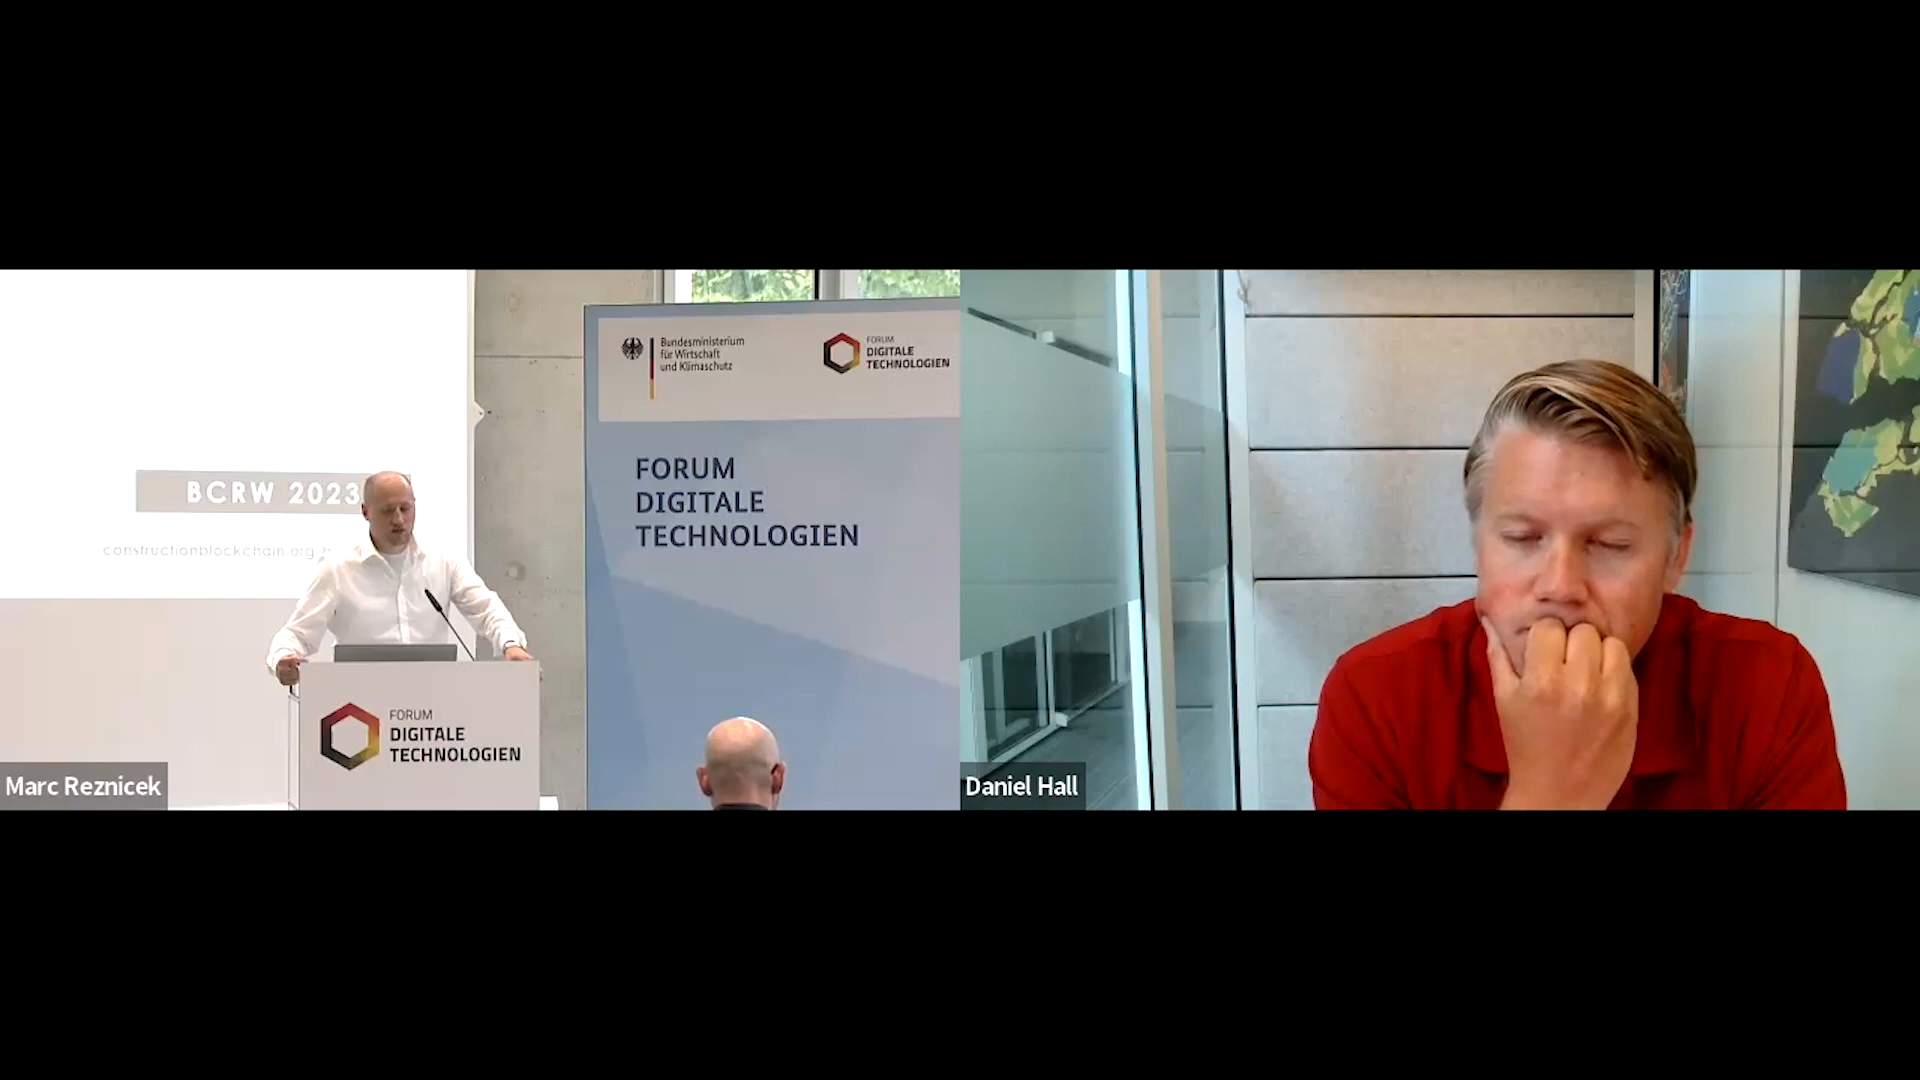 BCRW 2023
constructionblockchain.org
Bundesministerium
für Wirtschaft
und Klimaschutz
FORUM
DIGITALE
TECHNOLOGIEN
FORUM
DIGITALE
TECHNOLOGIEN
FORUM
DIGITALE
TECHNOLOGIEN
Marc Reznicek
Daniel Hall